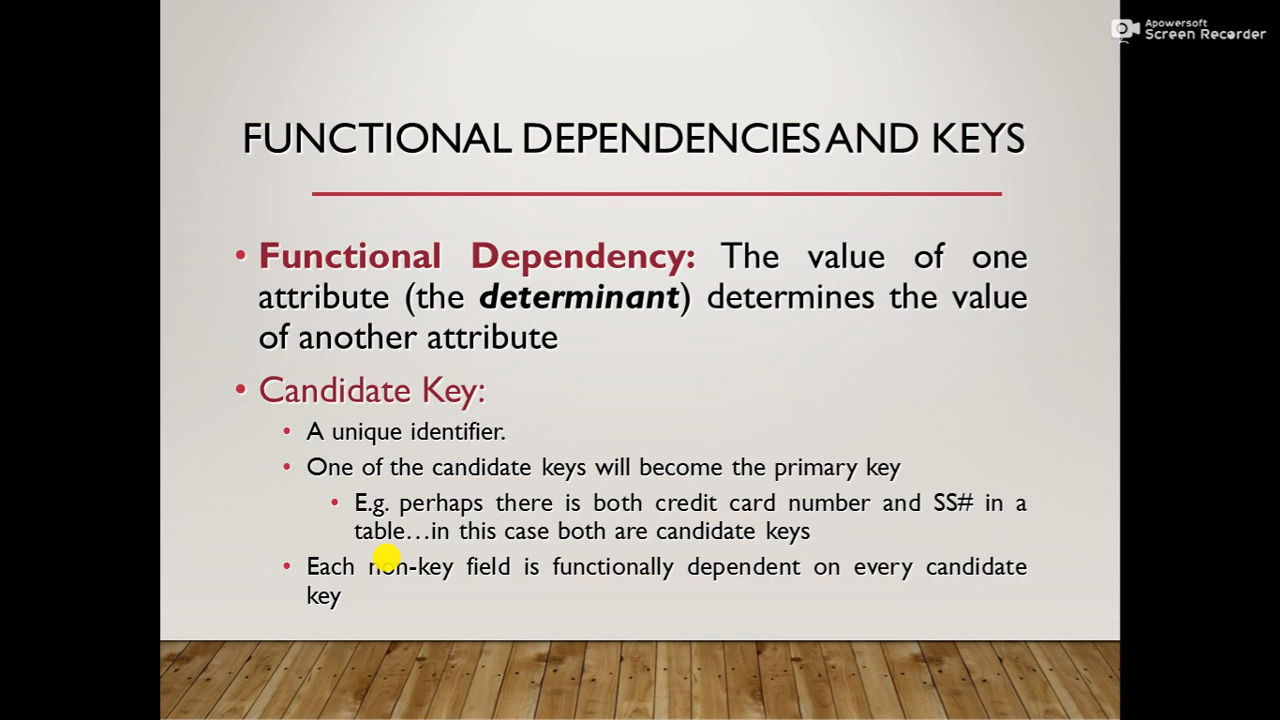 Apowersoft
Screen Recorder
FUNCTIONAL DEPENDENCIES AND KEYS
• Functional Dependency: The value of one
attribute (the determinant) determines the value
of another attribute
• Candidate Key:
• A unique identifier.
• One of the candidate keys will become the primary key
• E.g. perhaps there is both credit card number and SS# in a
table…in this case both are candidate keys
• Each non-key field is functionally dependent on every candidate
key